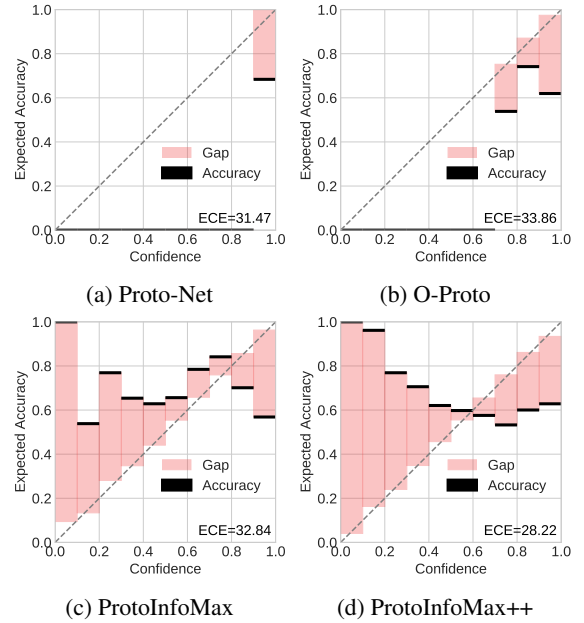 1.0
0.8
0.6
0.4
0.2
0.0
Expected Accuracy
Gap
Accuracy
ECE=31.47
0.0 0.2 0.4 0.6 0.8 1.0
Confidence
(a) Proto-Net
1.0
0.8
0.6
0.4
0.2
0.0
Expected Accuracy
Gap
Accuracy
ECE=33.86
0.0 0.2 0.4 0.6 0.8 1.0
Confidence
(b) O-Proto
1.0
0.8
0.6
0.4
0.2
0.0
Expected Accuracy
Gap
Accuracy
ECE=32.84
0.0 0.2 0.4 0.6 0.8 1.0
Confidence
(c) ProtoInfoMax
1.0
0.8
0.6
0.4
0.2
0.0
Expected Accuracy
Gap
Accuracy
ECE=28.22
0.0 0.2 0.4 0.6 0.8 1.0
Confidence
(d) ProtoInfoMax++